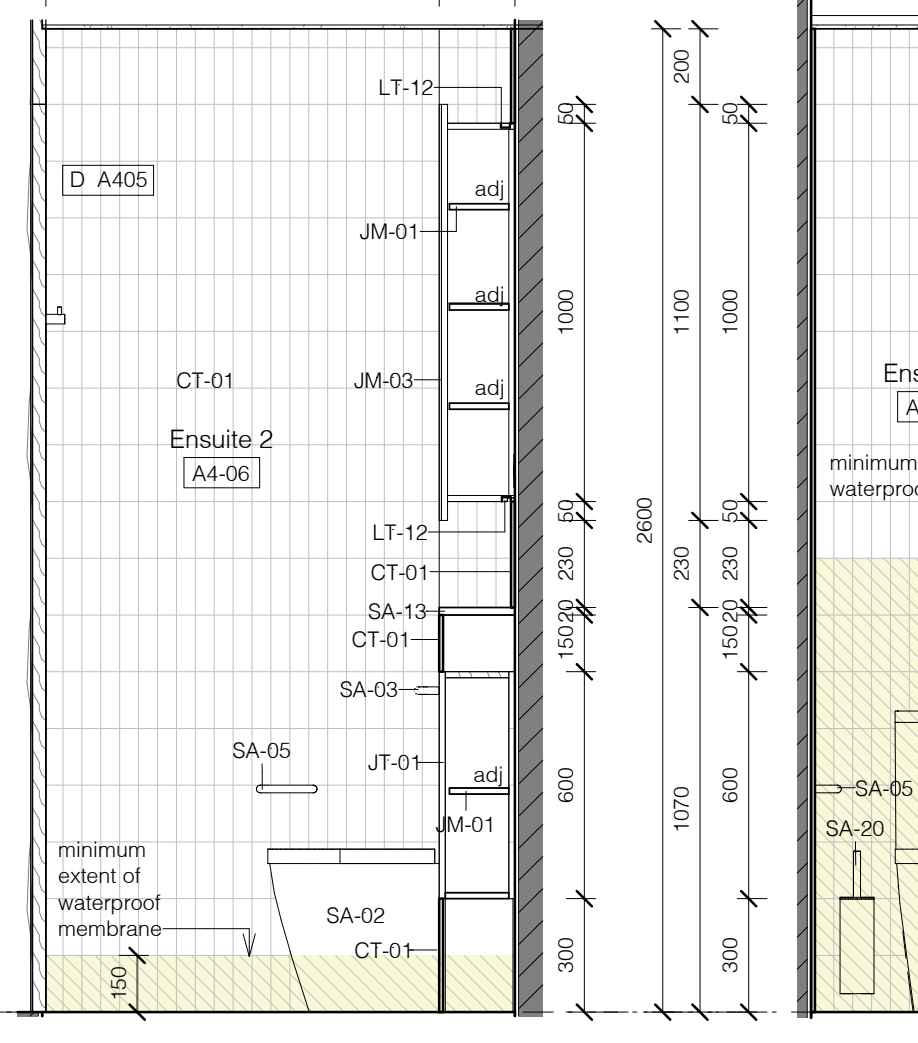 LT-12
D A405
adj
JM-01
adj
CT-01
JM-03
adj
Ensuite 2
A4-06
LT-12
CT-01
SA-13
CT-01
SA-03
SA-05
JT-01
adj
JM-01
minimum
extent of
waterproof
membrane
SA-02
CT-01
150
50
1000
50
230
20
150
600
300
2600
200
1100
230
1070
50
1000
50
230
20
150
600
300
minimum
SA-05
SA-20